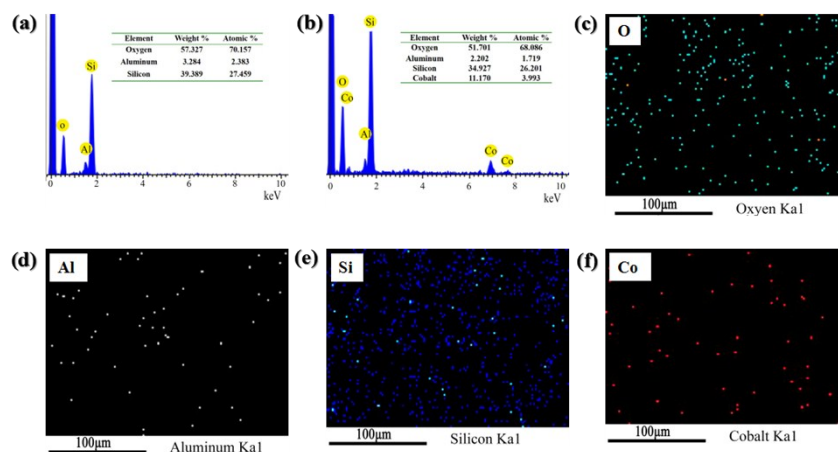 (a)
Element Weight % Atomic %
Oxygen 57.327 70.157
Aluminum 3.284 2.383
Silicon 39.389 27.459
Si
o
Al
0 2 4 6 8 10
keV
(b)
Element Weight % Atomic %
Oxygen 51.701 68.086
Aluminum 2.202 1.719
Silicon 34.927 26.201
Cobalt 11.170 3.993
Si
O
Co
Al
Co
Co
0 2 4 6 8 10
keV
(c)
O
100μm
Oxyen Ka1
(d)
Al
100μm
Aluminum Ka1
(e)
Si
100μm
Silicon Ka1
(f)
Co
100μm
Cobalt Ka1